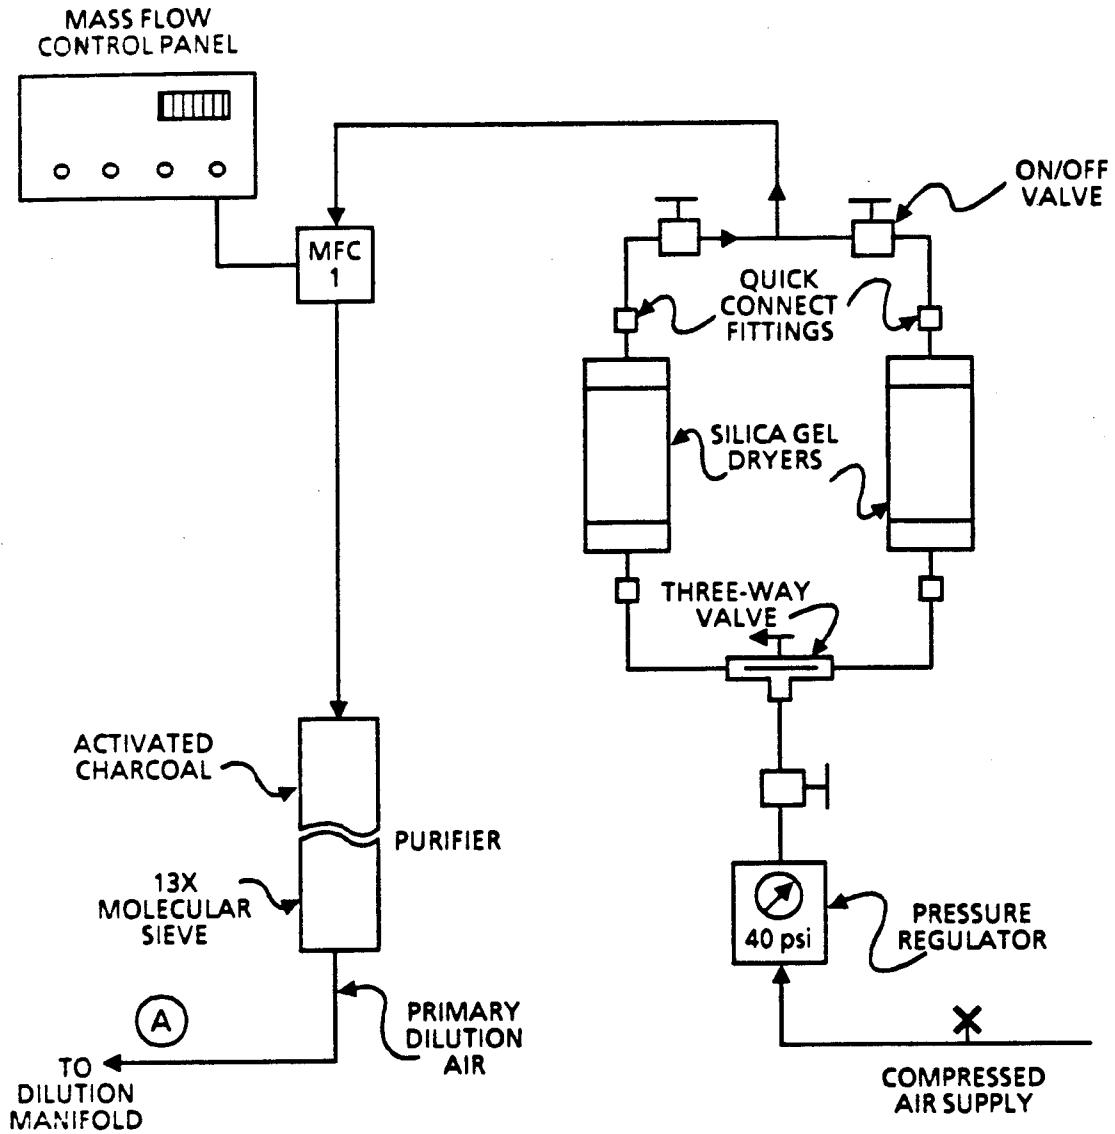 MASS FLOW
CONTROL PANEL
ON/OFF
VALVE
MFC
1
QUICK
CONNECT
FITTINGS
SILICA GEL
DRYERS
THREE-WAY
VALVE
ACTIVATED
CHARCOAL
PURIFIER
13X
MOLECULAR
SIEVE
40 psi
PRESSURE
REGULATOR
A
PRIMARY
DILUTION
AIR
TO
DILUTION
MANIFOLD
COMPRESSED
AIR SUPPLY